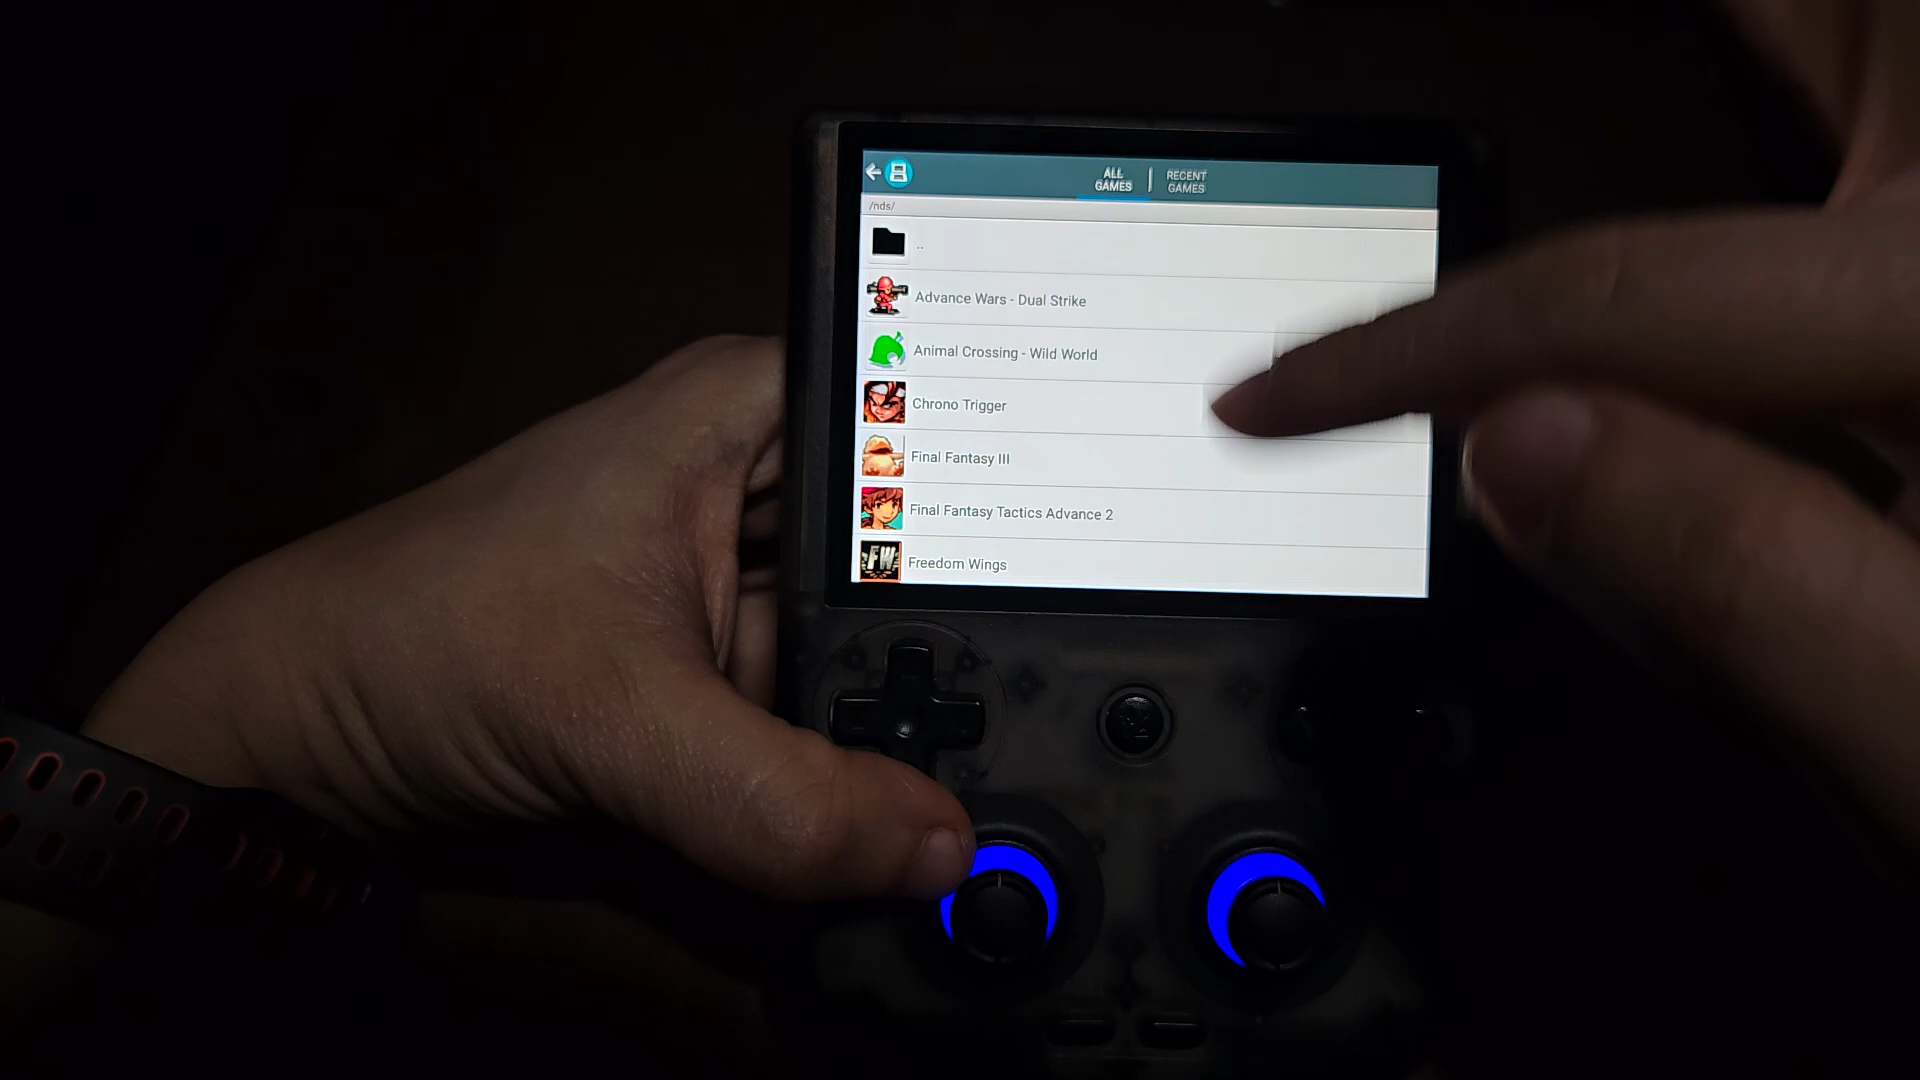 ALL
GAMES
RECENT
GAMES
/nds/
..
Advance Wars - Dual Strike
Animal Crossing - Wild World
Chrono Trigger
Final Fantasy III
Final Fantasy Tactics Advance 2
FW
Freedom Wings